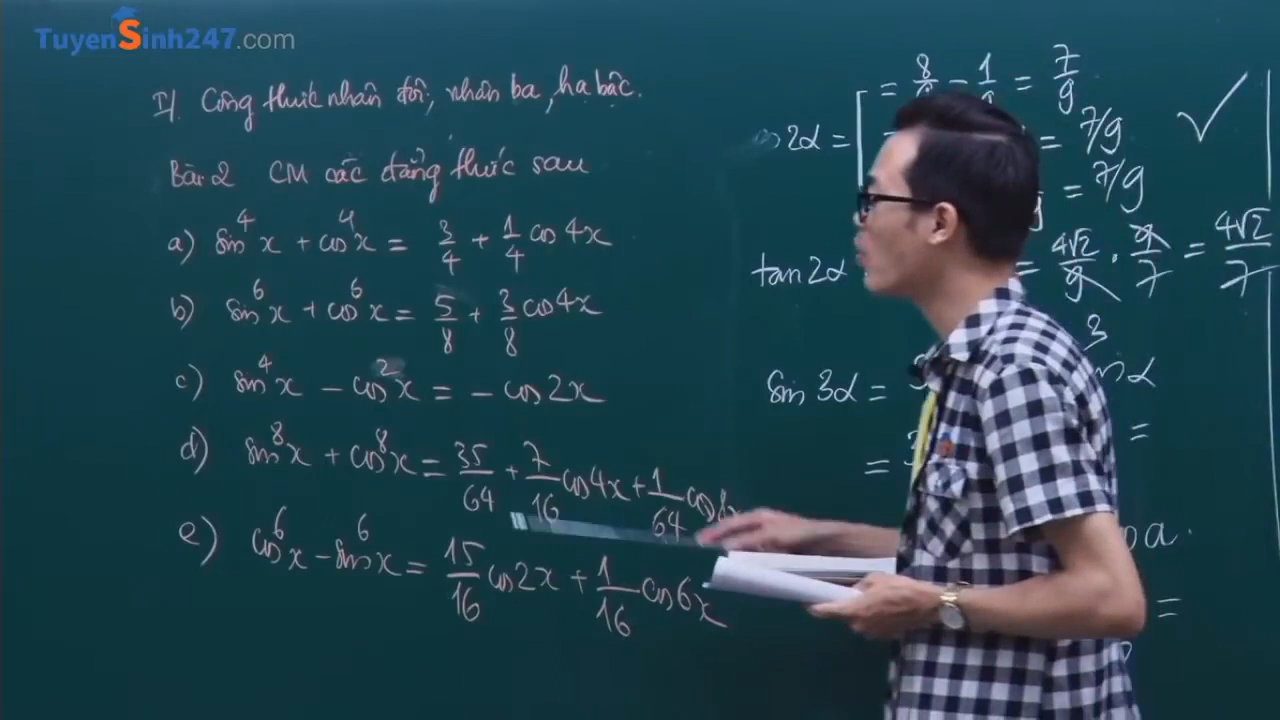 TuyenSinh247.com
II/ Công thức nhân đôi, nhân ba, hạ bậc.
Bài 2 CM các đẳng thức sau
a) sin⁴x + cos⁴x = 3/4 + 1/4 cos4x
b) sin⁶x + cos⁶x = 5/8 + 3/8 cos4x
c) sin⁴x - cos²x = - cos2x
d) sin⁸x + cos⁸x = 35/64 + 7/16 cos4x + 1/64 cos8x
e) cos⁶x - sin⁶x = 15/16 cos2x + 1/16 cos6x
= 8/9 - 1/9 = 7/9
cos2α = = 7/9
= 7/9
tan2α = 4√2/9 . 9/7 = 4√2/7
sin3α = 3
=